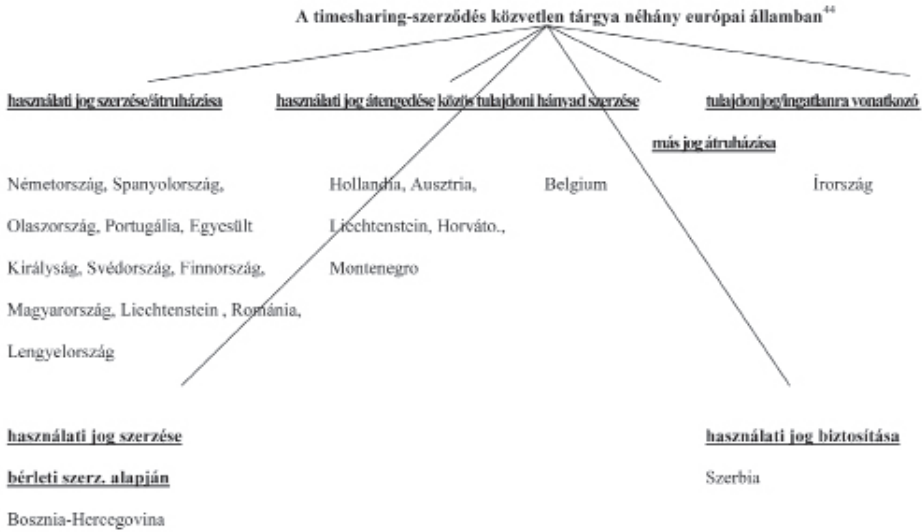 A timesharing-szerződés közvetlen tárgya néhány európai államban44
használati jog szerzése/átruházása
használati jog átengedése közös tulajdoni hányad szerzése
tulajdonjog/ingatlanra vonatkozó
más jog átruházása
Németország, Spanyolország,
Olaszország, Portugália, Egyesült
Királyság, Svédország, Finnország,
Magyarország, Liechtenstein , Románia,
Lengyelország
Hollandia, Ausztria,
Liechtenstein, Horváto.,
Montenegro
Belgium
Írország
használati jog szerzése
bérleti szerz. alapján
Bosznia-Hercegovina
használati jog biztosítása
Szerbia